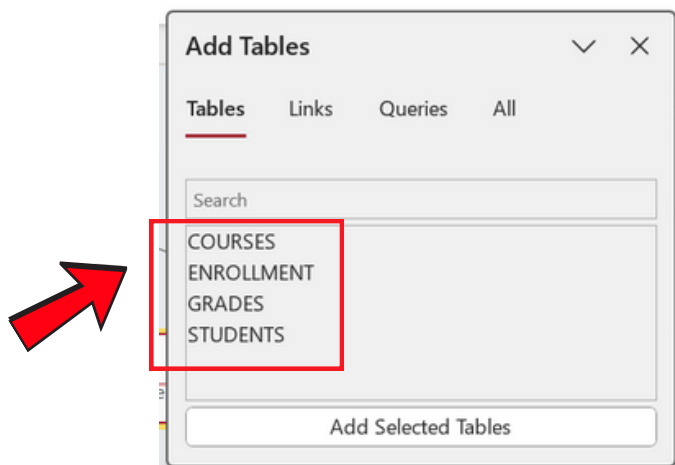 Add Tables
Tables Links Queries All
Search
COURSES
ENROLLMENT
GRADES
STUDENTS
Add Selected Tables